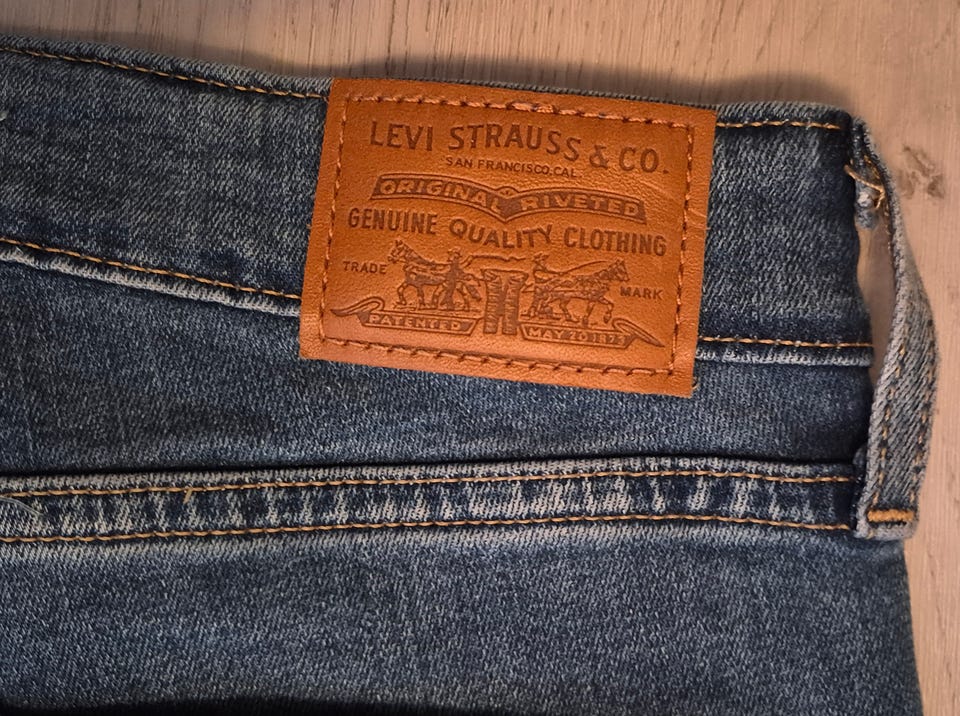 LEVI STRAUSS & CO.
SAN FRANCISCO, CAL.
ORIGINAL RIVETED
GENUINE QUALITY CLOTHING
TRADE MARK
PATENTED MAY 20 1873